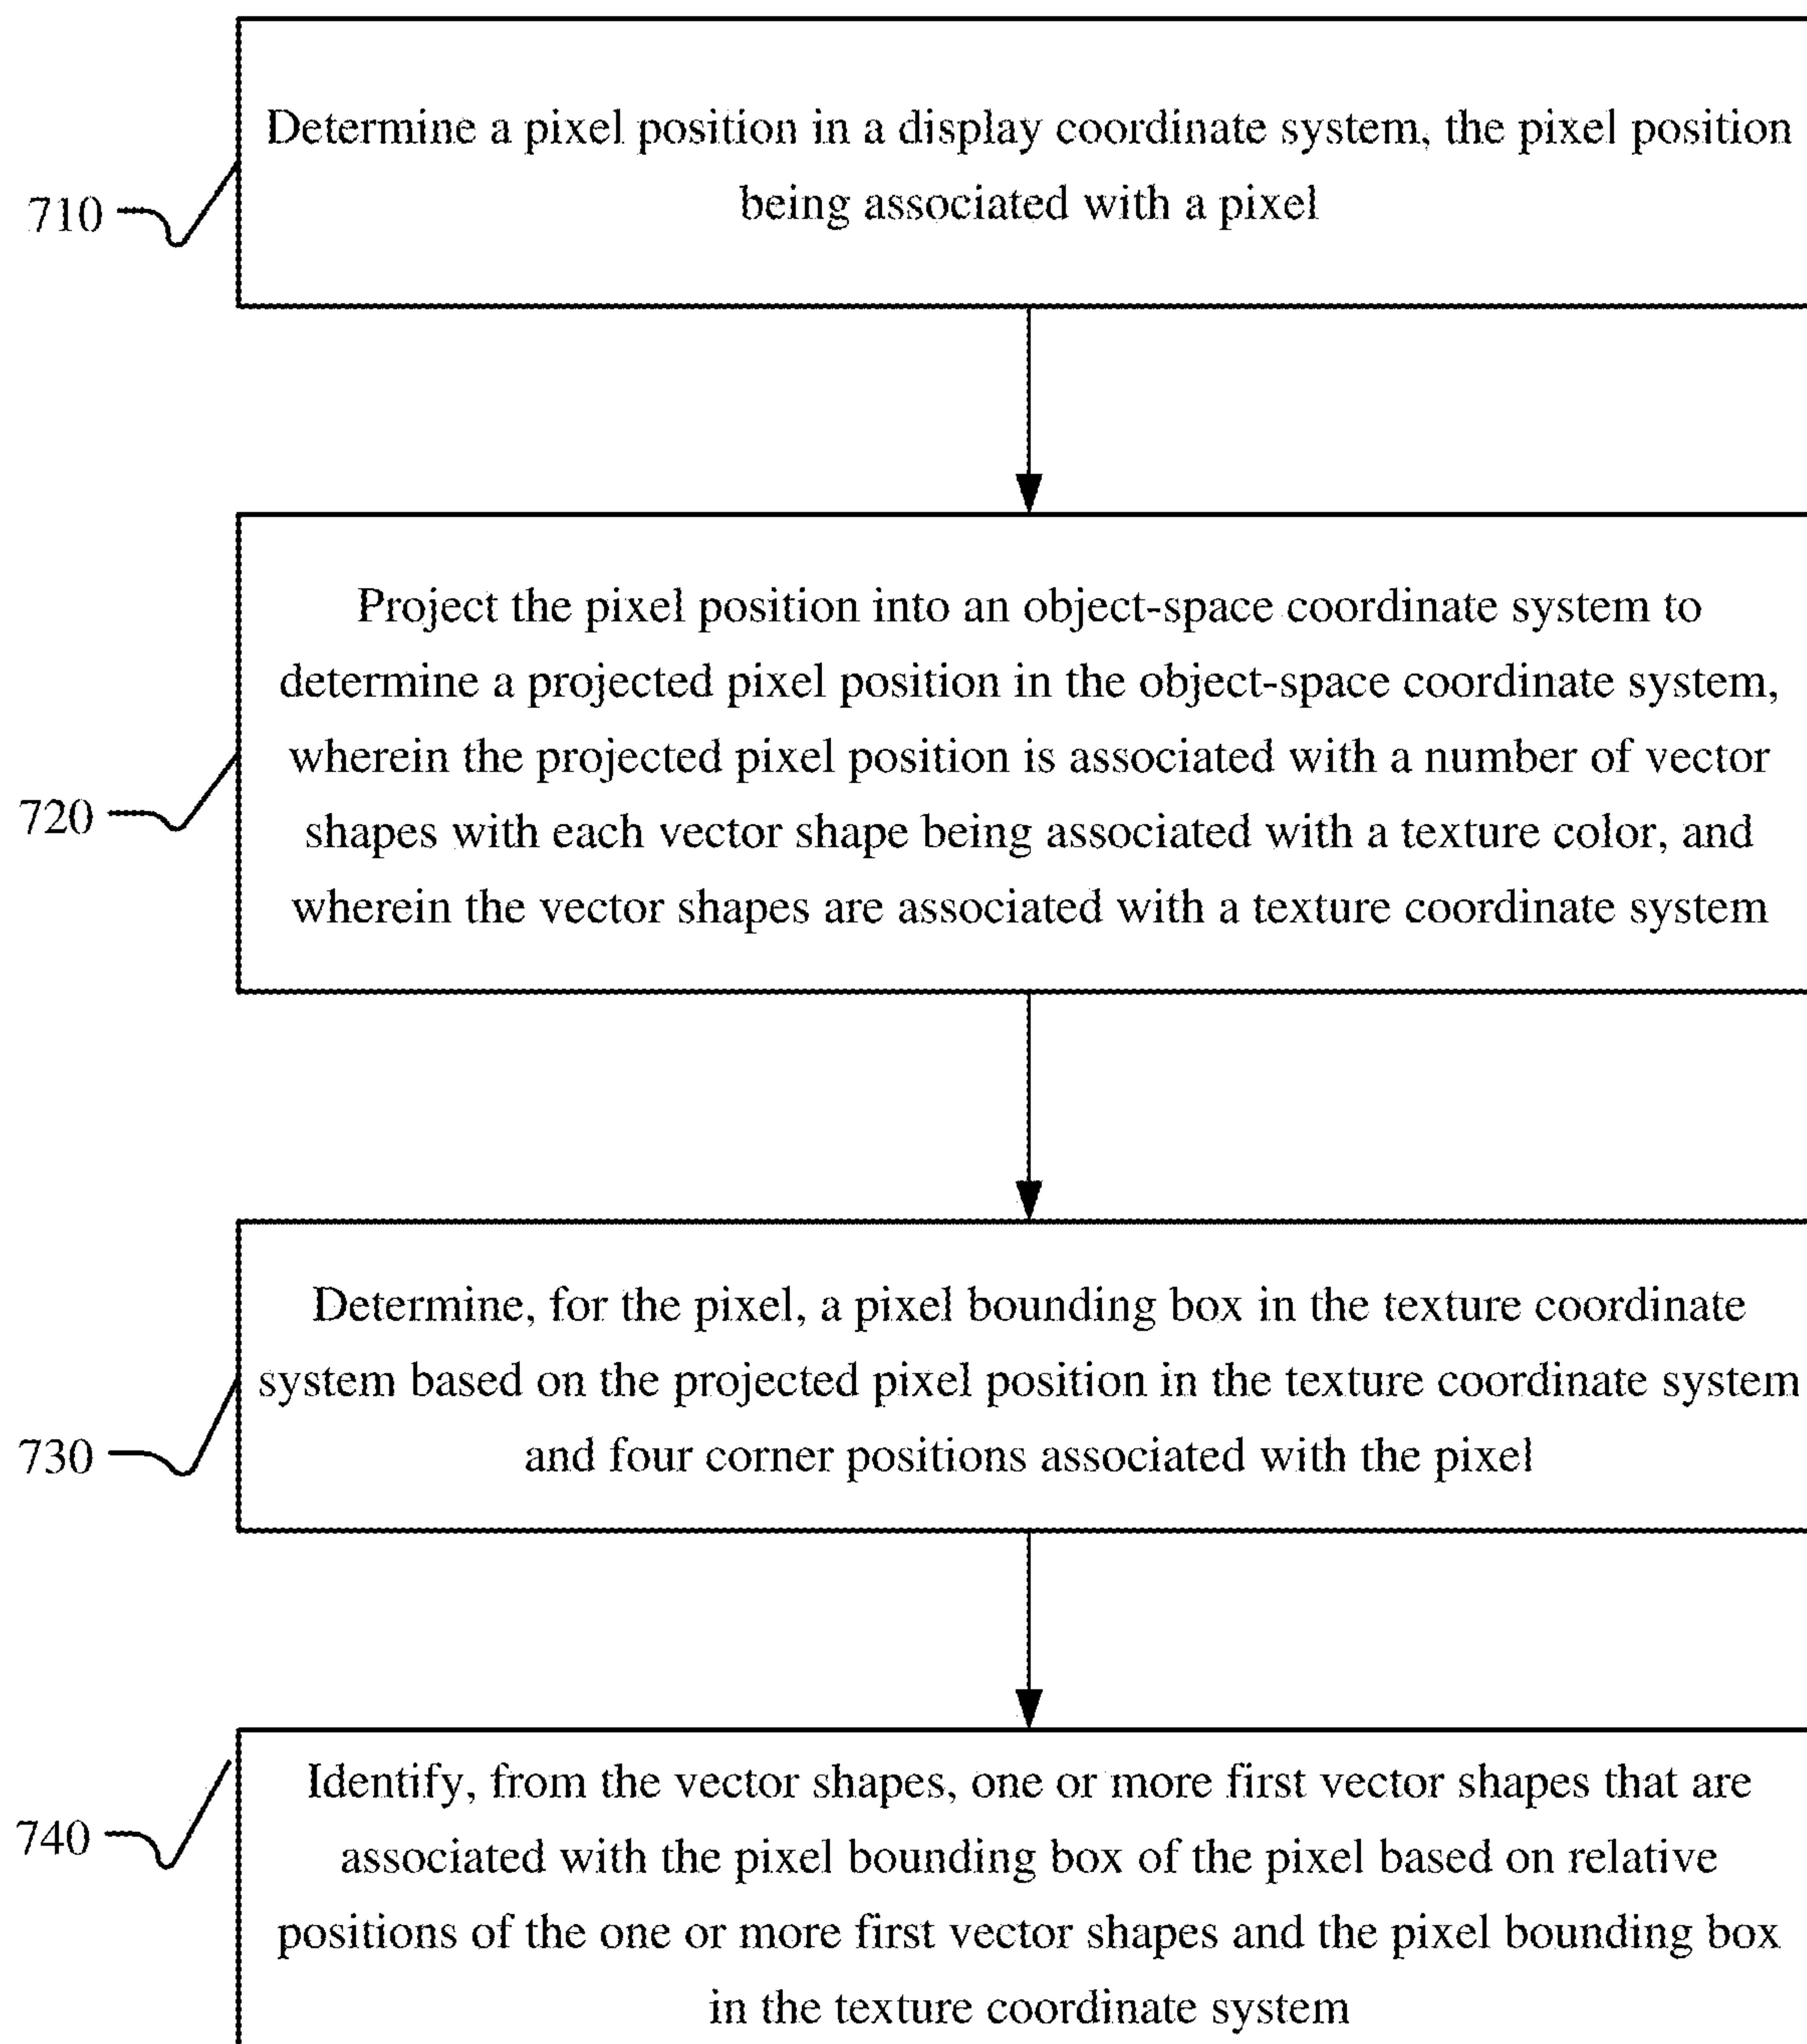 Determine a pixel position in a display coordinate system, the pixel position
being associated with a pixel
710
Project the pixel position into an object-space coordinate system to
determine a projected pixel position in the object-space coordinate system,
wherein the projected pixel position is associated with a number of vector
shapes with each vector shape being associated with a texture color, and
wherein the vector shapes are associated with a texture coordinate system
720
Determine, for the pixel, a pixel bounding box in the texture coordinate
system based on the projected pixel position in the texture coordinate system
and four corner positions associated with the pixel
730
Identify, from the vector shapes, one or more first vector shapes that are
associated with the pixel bounding box of the pixel based on relative
positions of the one or more first vector shapes and the pixel bounding box
in the texture coordinate system
740